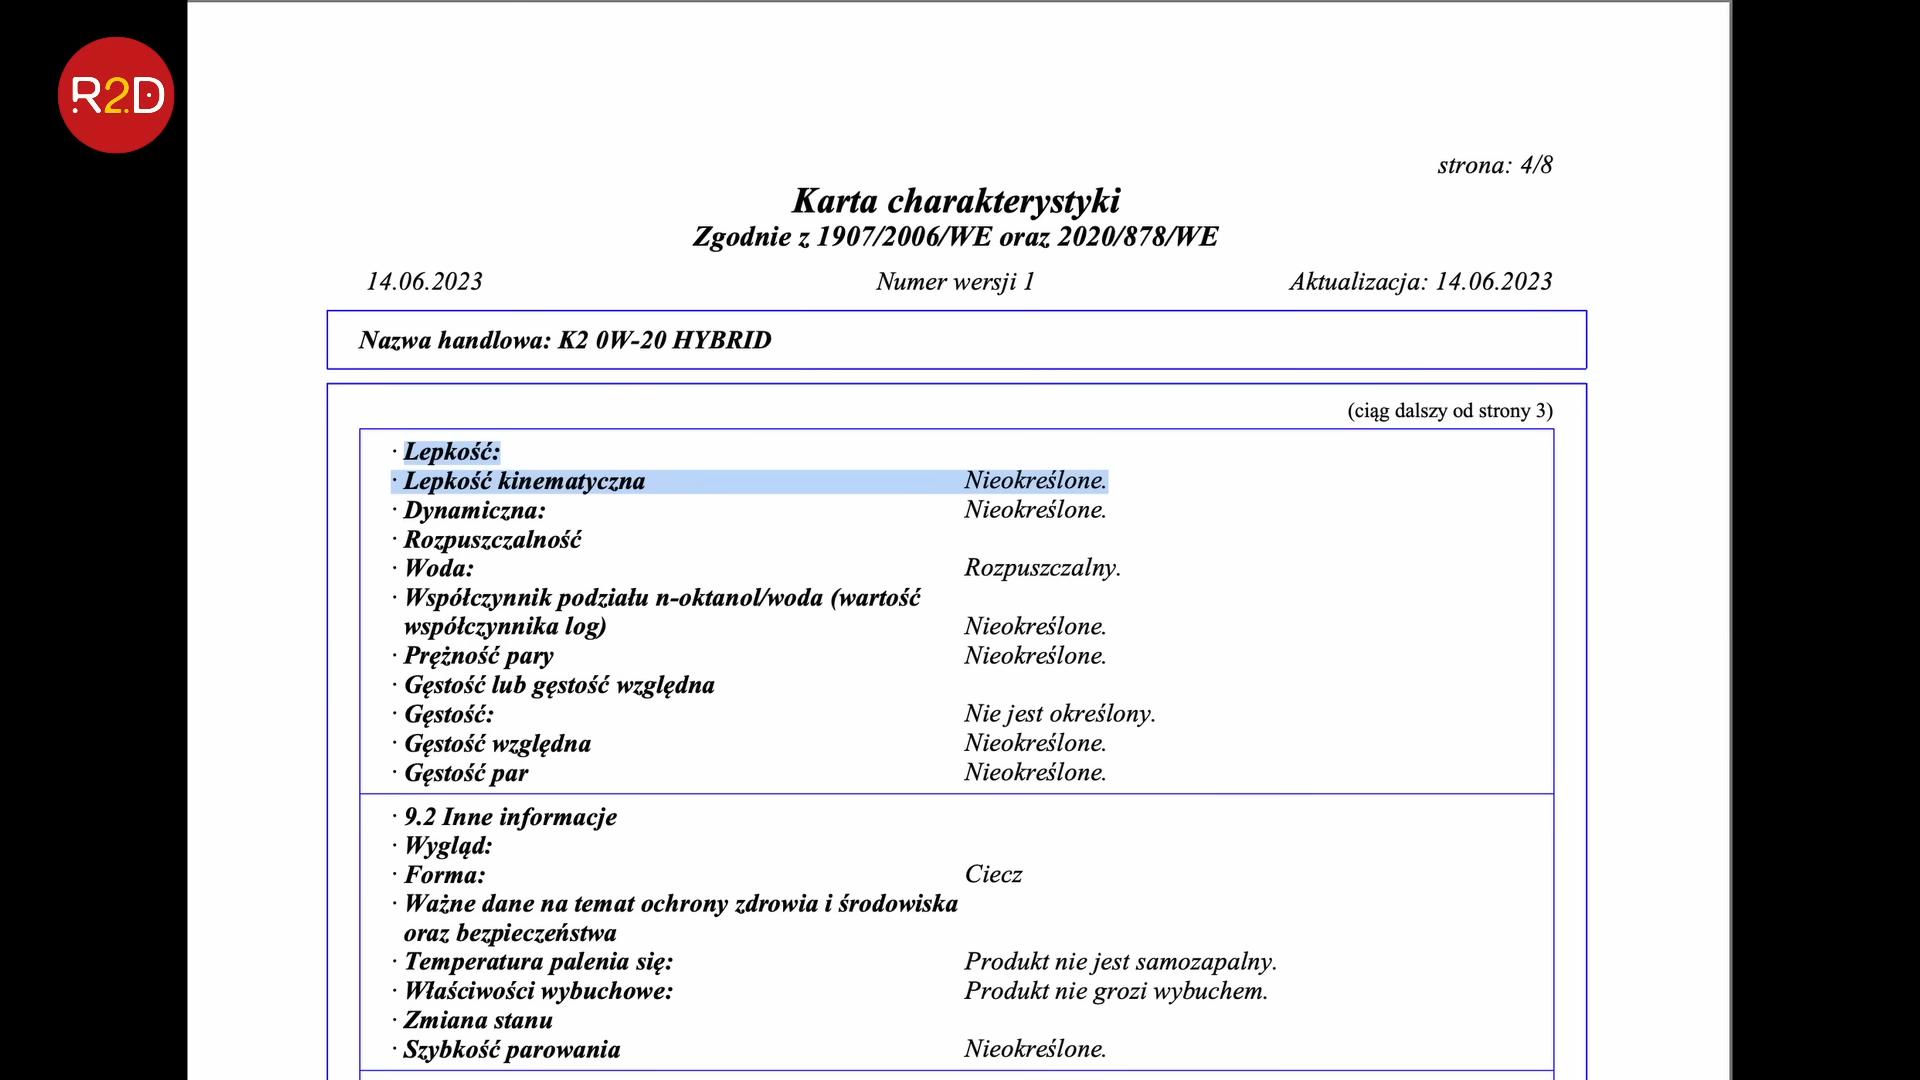 R2D
strona: 4/8
Karta charakterystyki
Zgodnie z 1907/2006/WE oraz 2020/878/WE
14.06.2023 Numer wersji 1 Aktualizacja: 14.06.2023
Nazwa handlowa: K2 0W-20 HYBRID
(ciąg dalszy od strony 3)
· Lepkość:
· Lepkość kinematyczna Nieokreślone.
· Dynamiczna: Nieokreślone.
· Rozpuszczalność
· Woda: Rozpuszczalny.
· Współczynnik podziału n-oktanol/woda (wartość
współczynnika log) Nieokreślone.
· Prężność pary Nieokreślone.
· Gęstość lub gęstość względna
· Gęstość: Nie jest określony.
· Gęstość względna Nieokreślone.
· Gęstość par Nieokreślone.
· 9.2 Inne informacje
· Wygląd:
· Forma: Ciecz
· Ważne dane na temat ochrony zdrowia i środowiska
oraz bezpieczeństwa
· Temperatura palenia się: Produkt nie jest samozapalny.
· Właściwości wybuchowe: Produkt nie grozi wybuchem.
· Zmiana stanu
· Szybkość parowania Nieokreślone.